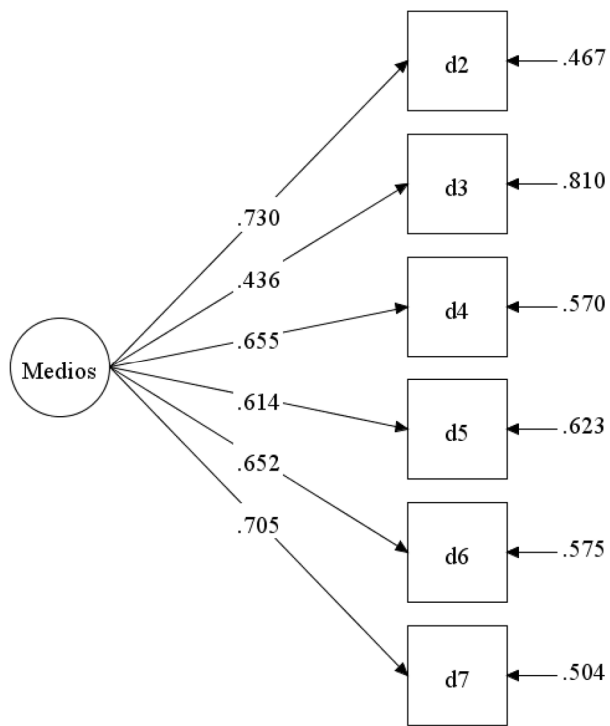 d2
.467
d3
.810
.730
.436
d4
.570
.655
Medios
.614
d5
.623
.652
.705
d6
.575
d7
.504